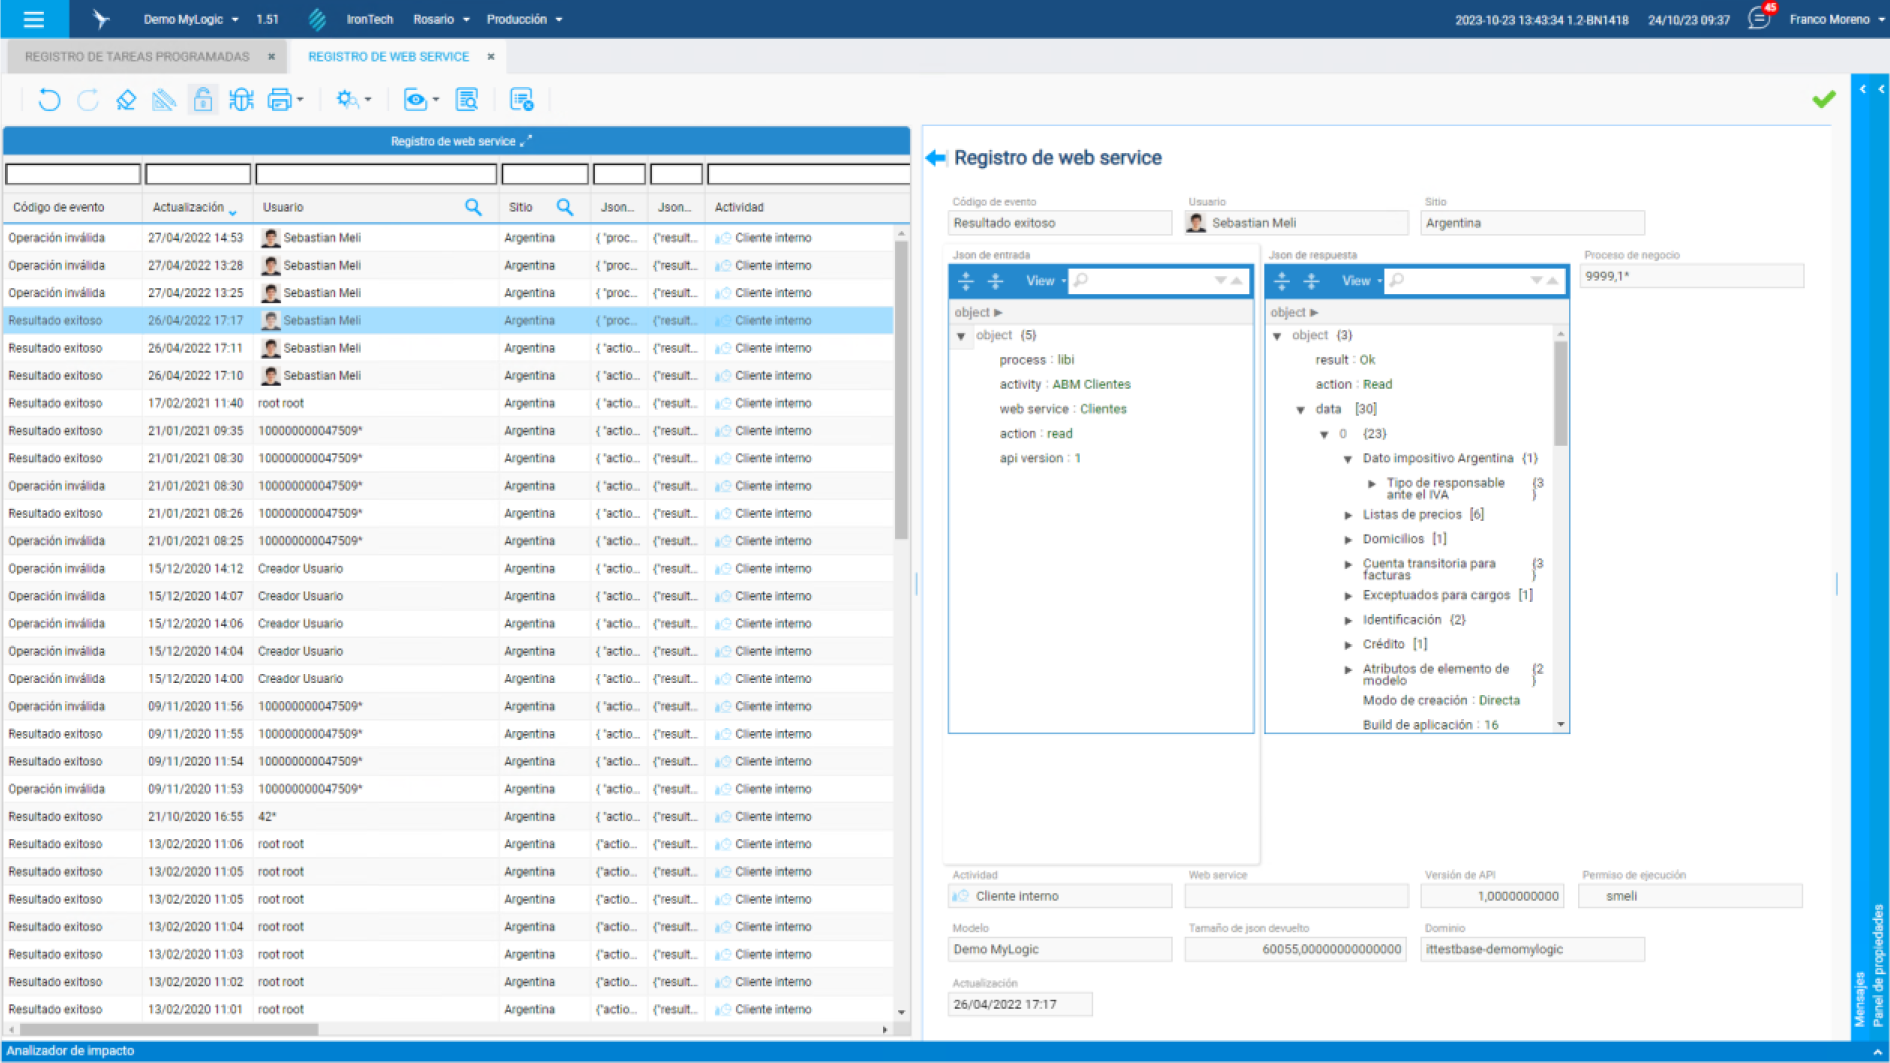 Demo MyLogic 1.51 IronTech Rosario Producción 2023-10-23 13:43:34 1.2-BN1418 24/10/23 09:37 45 Franco Moreno
REGISTRO DE TAREAS PROGRAMADAS × REGISTRO DE WEB SERVICE ×
Registro de web service
Código de evento Actualización Usuario Sitio Json... Json... Actividad
Operación inválida 27/04/2022 14:53 Sebastian Meli Argentina { "proc... {"result... Cliente interno
Operación inválida 27/04/2022 13:28 Sebastian Meli Argentina { "proc... {"result... Cliente interno
Operación inválida 27/04/2022 13:25 Sebastian Meli Argentina { "proc... {"result... Cliente interno
Resultado exitoso 26/04/2022 17:17 Sebastian Meli Argentina { "proc... {"result... Cliente interno
Resultado exitoso 26/04/2022 17:11 Sebastian Meli Argentina { "actio... {"result... Cliente interno
Resultado exitoso 26/04/2022 17:10 Sebastian Meli Argentina { "actio... {"result... Cliente interno
Resultado exitoso 17/02/2021 11:40 root root Argentina { "actio... {"result... Cliente interno
Resultado exitoso 21/01/2021 09:35 100000000047509* Argentina { "actio... {"result... Cliente interno
Resultado exitoso 21/01/2021 08:30 100000000047509* Argentina { "actio... {"result... Cliente interno
Operación inválida 21/01/2021 08:30 100000000047509* Argentina { "actio... {"result... Cliente interno
Resultado exitoso 21/01/2021 08:26 100000000047509* Argentina { "actio... {"result... Cliente interno
Operación inválida 21/01/2021 08:25 100000000047509* Argentina { "actio... {"result... Cliente interno
Operación inválida 15/12/2020 14:12 Creador Usuario Argentina { "actio... {"result... Cliente interno
Operación inválida 15/12/2020 14:07 Creador Usuario Argentina { "actio... {"result... Cliente interno
Operación inválida 15/12/2020 14:06 Creador Usuario Argentina { "actio... {"result... Cliente interno
Operación inválida 15/12/2020 14:04 Creador Usuario Argentina { "actio... {"result... Cliente interno
Operación inválida 15/12/2020 14:00 Creador Usuario Argentina { "actio... {"result... Cliente interno
Operación inválida 09/11/2020 11:56 100000000047509* Argentina { "actio... {"result... Cliente interno
Resultado exitoso 09/11/2020 11:55 100000000047509* Argentina { "actio... {"result... Cliente interno
Resultado exitoso 09/11/2020 11:54 100000000047509* Argentina { "actio... {"result... Cliente interno
Operación inválida 09/11/2020 11:53 100000000047509* Argentina { "actio... {"result... Cliente interno
Resultado exitoso 21/10/2020 16:55 42* Argentina { "actio... {"result... Cliente interno
Resultado exitoso 13/02/2020 11:06 root root Argentina {"actio... {"result... Cliente interno
Resultado exitoso 13/02/2020 11:05 root root Argentina {"actio... {"result... Cliente interno
Resultado exitoso 13/02/2020 11:05 root root Argentina {"actio... {"result... Cliente interno
Resultado exitoso 13/02/2020 11:04 root root Argentina {"actio... {"result... Cliente interno
Resultado exitoso 13/02/2020 11:03 root root Argentina {"actio... {"result... Cliente interno
Resultado exitoso 13/02/2020 11:02 root root Argentina {"actio... {"result... Cliente interno
Resultado exitoso 13/02/2020 11:01 root root Argentina {"actio... {"result... Cliente interno
Registro de web service
Código de evento Usuario Sitio
Resultado exitoso Sebastian Meli Argentina
Json de entrada Json de respuesta Proceso de negocio
9999,1*
View
object ►
object {5}
process : libi
activity : ABM Clientes
web service : Clientes
action : read
api version : 1
View
object ►
object {3}
result : Ok
action : Read
data [30]
0 {23}
Dato impositivo Argentina {1}
Tipo de responsable {3
ante el IVA }
Listas de precios [6]
Domicilios [1]
Cuenta transitoria para {3
facturas }
Exceptuados para cargos [1]
Identificación {2}
Crédito [1]
Atributos de elemento de {2
modelo }
Modo de creación : Directa
Build de aplicación : 16
Actividad Web service Versión de API Permiso de ejecución
Cliente interno 1,0000000000 smeli
Modelo Tamaño de json devuelto Dominio
Demo MyLogic 60055,00000000000000 ittestbase-demomylogic
Actualización
26/04/2022 17:17
Mensajes
Panel de propiedades
Analizador de impacto